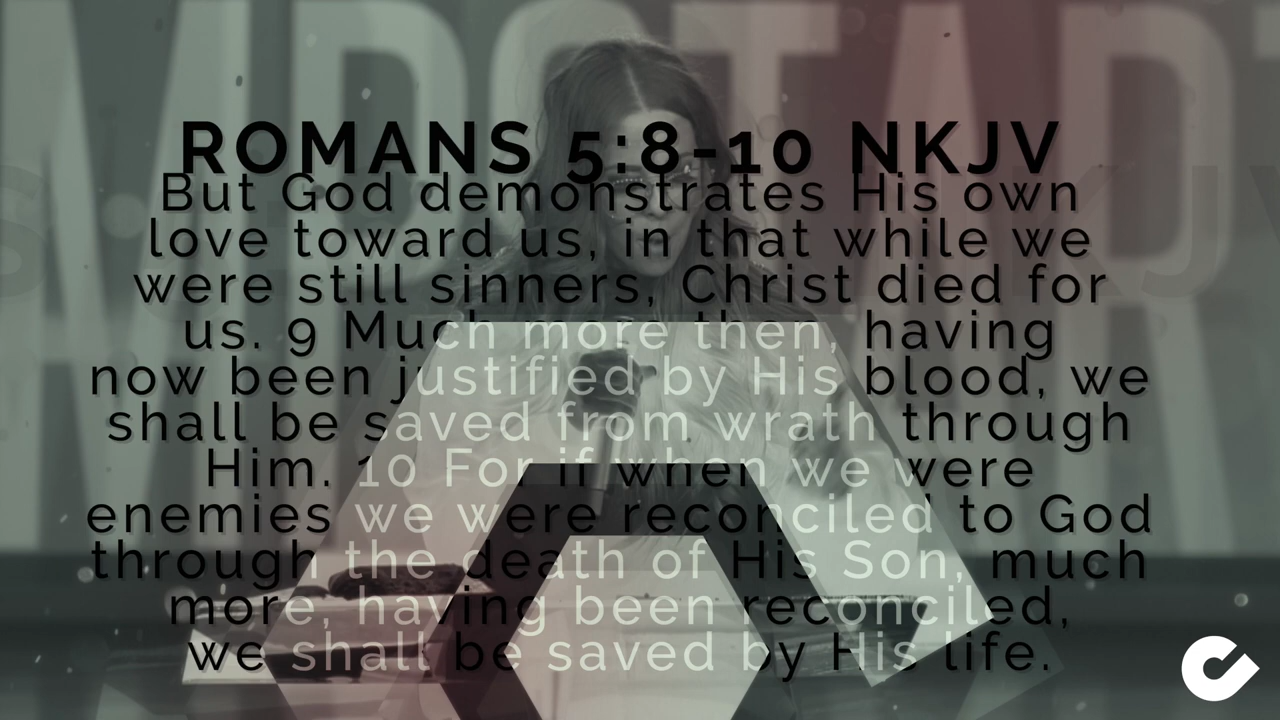 ROMANS 5:8-10 NKJV
But God demonstrates His own
love toward us, in that while we
were still sinners, Christ died for
us. 9 Much more then, having
now been justified by His blood, we
shall be saved from wrath through
Him. 10 For if when we were
enemies we were reconciled to God
through the death of His Son, much
more, having been reconciled,
we shall be saved by His life.